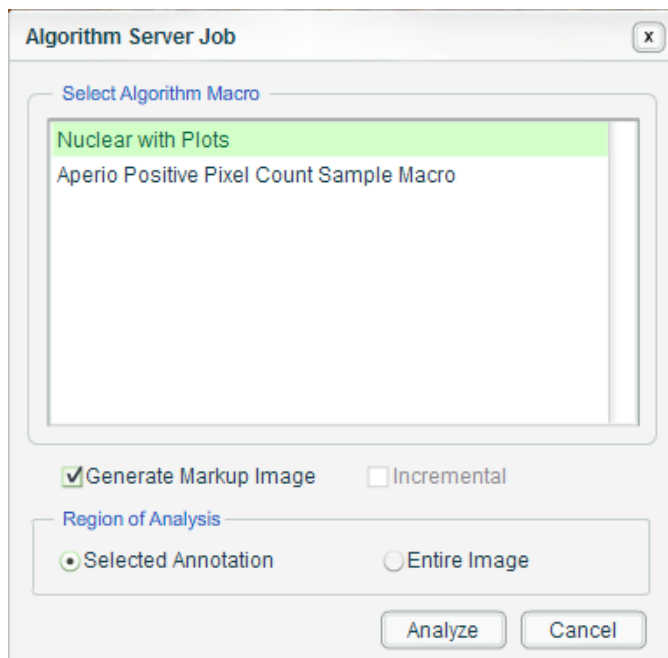 Algorithm Server Job
x
Select Algorithm Macro
Nuclear with Plots
Aperio Positive Pixel Count Sample Macro
Generate Markup Image Incremental
Region of Analysis
Selected Annotation Entire Image
Analyze Cancel